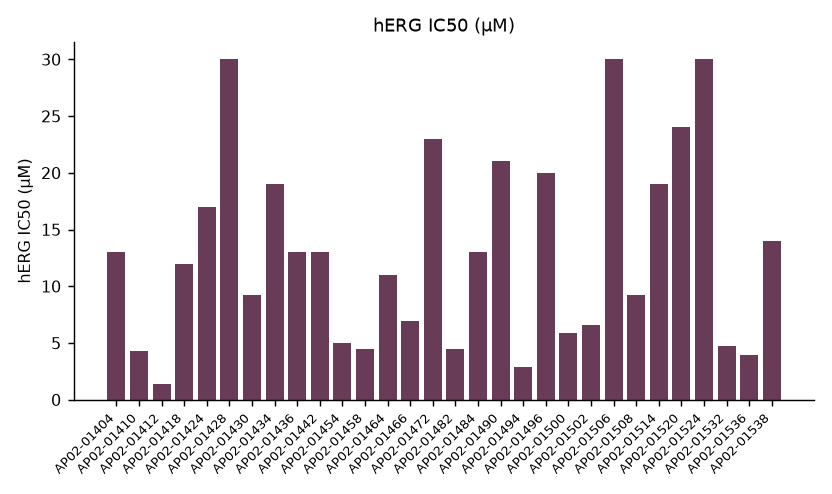 hERG IC50 (µM)
hERG IC50 (µM)
30
25
20
15
10
5
0
AP02-01404
AP02-01410
AP02-01412
AP02-01418
AP02-01424
AP02-01428
AP02-01430
AP02-01434
AP02-01436
AP02-01442
AP02-01454
AP02-01458
AP02-01464
AP02-01466
AP02-01472
AP02-01482
AP02-01484
AP02-01490
AP02-01494
AP02-01496
AP02-01500
AP02-01502
AP02-01506
AP02-01508
AP02-01514
AP02-01520
AP02-01524
AP02-01532
AP02-01536
AP02-01538